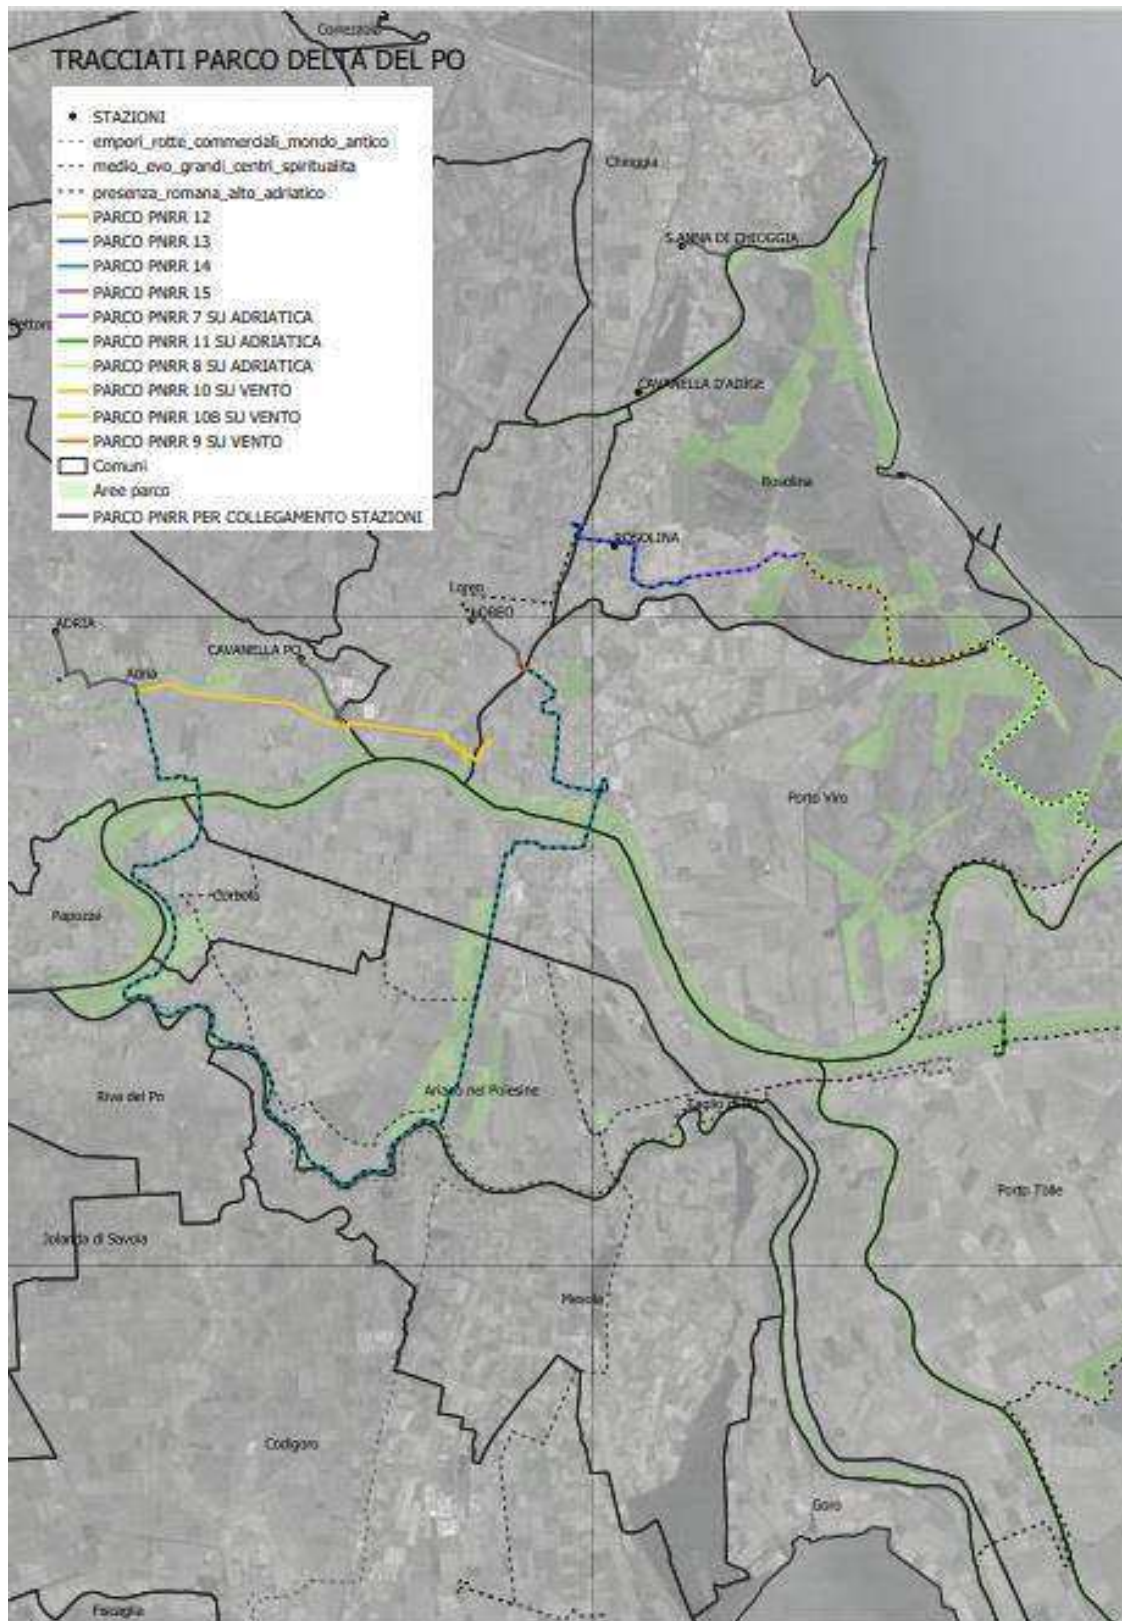 TRACCIATI PARCO DELTA DEL PO
STAZIONI
empori_rotte_commerciali_mondo_antico
medio_evo_grandi_centri_spiritualita
presenza_romana_alto_adriatico
PARCO PNRR 12
PARCO PNRR 13
PARCO PNRR 14
PARCO PNRR 15
PARCO PNRR 7 SU ADRIATICA
PARCO PNRR 11 SU ADRIATICA
PARCO PNRR 8 SU ADRIATICA
PARCO PNRR 10 SU VENTO
PARCO PNRR 10B SU VENTO
PARCO PNRR 9 SU VENTO
Comuni
Aree parco
PARCO PNRR PER COLLEGAMENTO STAZIONI
Chioggia
S.ANNA DI CHIOGGIA
CAVANELLA D'ADIGE
Rosolina
ROSOLINA
Loreo
LOREO
ADRIA
CAVANELLA PO
Adria
Porto Viro
Corbola
Papozze
Riva del Po
Ariano nel Polesine
Porto Tolle
Jolanda di Savoia
Mesola
Codigoro
Goro
Fiscaglia